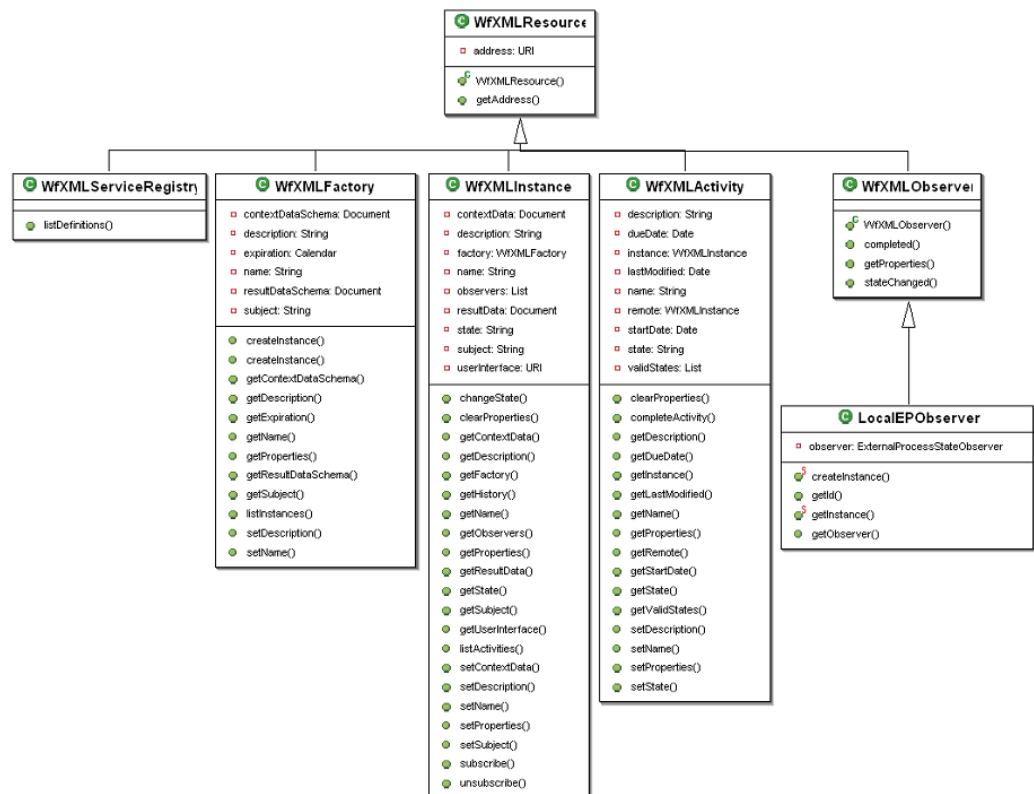 WfXMLResource
address: URI
WfXMLResource()
getAddress()
WfXMLServiceRegistry
listDefinitions()
WfXMLFactory
contextDataSchema: Document
description: String
expiration: Calendar
name: String
resultDataSchema: Document
subject: String
createInstance()
createInstance()
getContextDataSchema()
getDescription()
getExpiration()
getName()
getProperties()
getResultDataSchema()
getSubject()
listInstances()
setDescription()
setName()
WfXMLInstance
contextData: Document
description: String
factory: WfXMLFactory
name: String
observers: List
resultData: Document
state: String
subject: String
userInterface: URI
changeState()
clearProperties()
getContextData()
getDescription()
getFactory()
getHistory()
getName()
getObservers()
getProperties()
getResultData()
getState()
getSubject()
getUserInterface()
listActivities()
setContextData()
setDescription()
setName()
setProperties()
setSubject()
subscribe()
unsubscribe()
WfXMLActivity
description: String
dueDate: Date
instance: WfXMLInstance
lastModified: Date
name: String
remote: WfXMLInstance
startDate: Date
state: String
validStates: List
clearProperties()
completeActivity()
getDescription()
getDueDate()
getInstance()
getLastModified()
getName()
getProperties()
getRemote()
getStartDate()
getState()
getValidStates()
setDescription()
setName()
setProperties()
setState()
WfXMLObserver
WfXMLObserver()
completed()
getProperties()
stateChanged()
LocalEPObserver
observer: ExternalProcessStateObserver
createInstance()
getId()
getInstance()
getObserver()